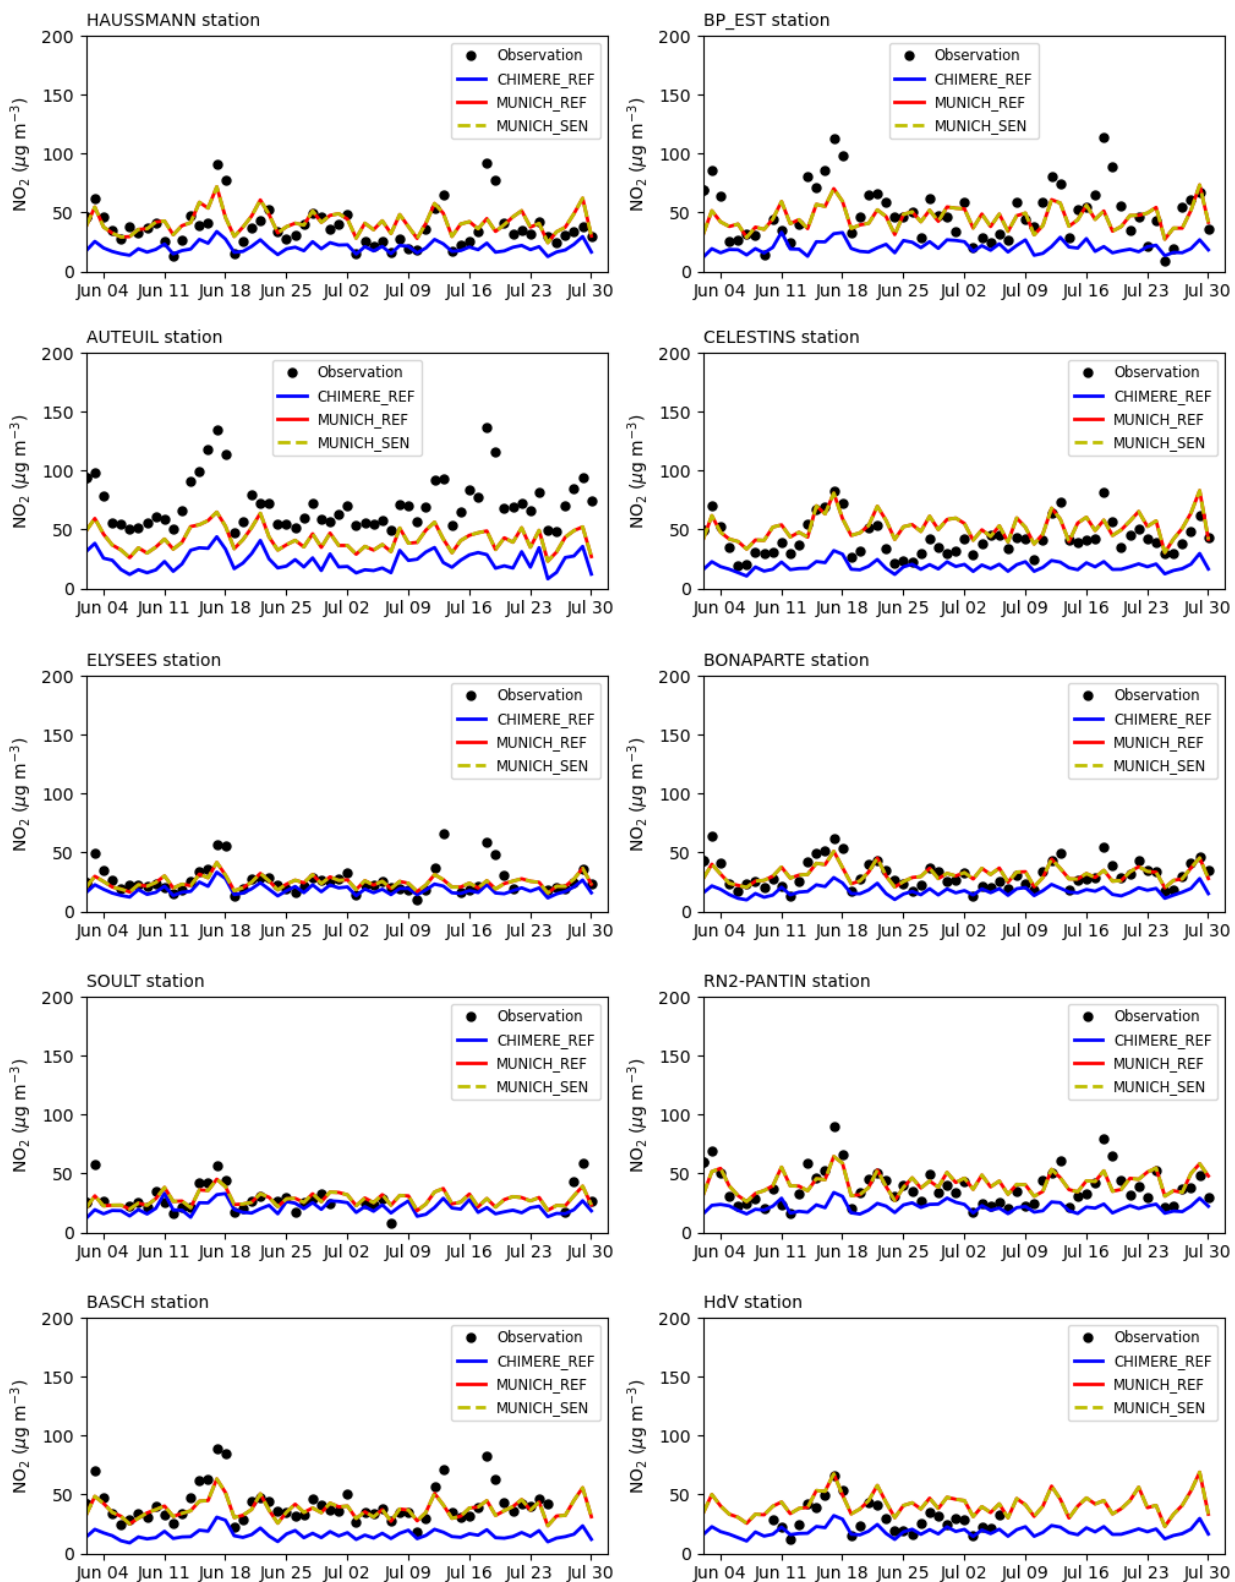 HAUSSMANN station
200
150
100
50
0
NO₂ (μg m⁻³)
Observation
CHIMERE_REF
MUNICH_REF
MUNICH_SEN
Jun 04 Jun 11 Jun 18 Jun 25 Jul 02 Jul 09 Jul 16 Jul 23 Jul 30
BP_EST station
200
150
100
50
0
NO₂ (μg m⁻³)
Observation
CHIMERE_REF
MUNICH_REF
MUNICH_SEN
Jun 04 Jun 11 Jun 18 Jun 25 Jul 02 Jul 09 Jul 16 Jul 23 Jul 30
AUTEUIL station
200
150
100
50
0
NO₂ (μg m⁻³)
Observation
CHIMERE_REF
MUNICH_REF
MUNICH_SEN
Jun 04 Jun 11 Jun 18 Jun 25 Jul 02 Jul 09 Jul 16 Jul 23 Jul 30
CELESTINS station
200
150
100
50
0
NO₂ (μg m⁻³)
Observation
CHIMERE_REF
MUNICH_REF
MUNICH_SEN
Jun 04 Jun 11 Jun 18 Jun 25 Jul 02 Jul 09 Jul 16 Jul 23 Jul 30
ELYSEES station
200
150
100
50
0
NO₂ (μg m⁻³)
Observation
CHIMERE_REF
MUNICH_REF
MUNICH_SEN
Jun 04 Jun 11 Jun 18 Jun 25 Jul 02 Jul 09 Jul 16 Jul 23 Jul 30
BONAPARTE station
200
150
100
50
0
NO₂ (μg m⁻³)
Observation
CHIMERE_REF
MUNICH_REF
MUNICH_SEN
Jun 04 Jun 11 Jun 18 Jun 25 Jul 02 Jul 09 Jul 16 Jul 23 Jul 30
SOULT station
200
150
100
50
0
NO₂ (μg m⁻³)
Observation
CHIMERE_REF
MUNICH_REF
MUNICH_SEN
Jun 04 Jun 11 Jun 18 Jun 25 Jul 02 Jul 09 Jul 16 Jul 23 Jul 30
RN2-PANTIN station
200
150
100
50
0
NO₂ (μg m⁻³)
Observation
CHIMERE_REF
MUNICH_REF
MUNICH_SEN
Jun 04 Jun 11 Jun 18 Jun 25 Jul 02 Jul 09 Jul 16 Jul 23 Jul 30
BASCH station
200
150
100
50
0
NO₂ (μg m⁻³)
Observation
CHIMERE_REF
MUNICH_REF
MUNICH_SEN
Jun 04 Jun 11 Jun 18 Jun 25 Jul 02 Jul 09 Jul 16 Jul 23 Jul 30
HdV station
200
150
100
50
0
NO₂ (μg m⁻³)
Observation
CHIMERE_REF
MUNICH_REF
MUNICH_SEN
Jun 04 Jun 11 Jun 18 Jun 25 Jul 02 Jul 09 Jul 16 Jul 23 Jul 30